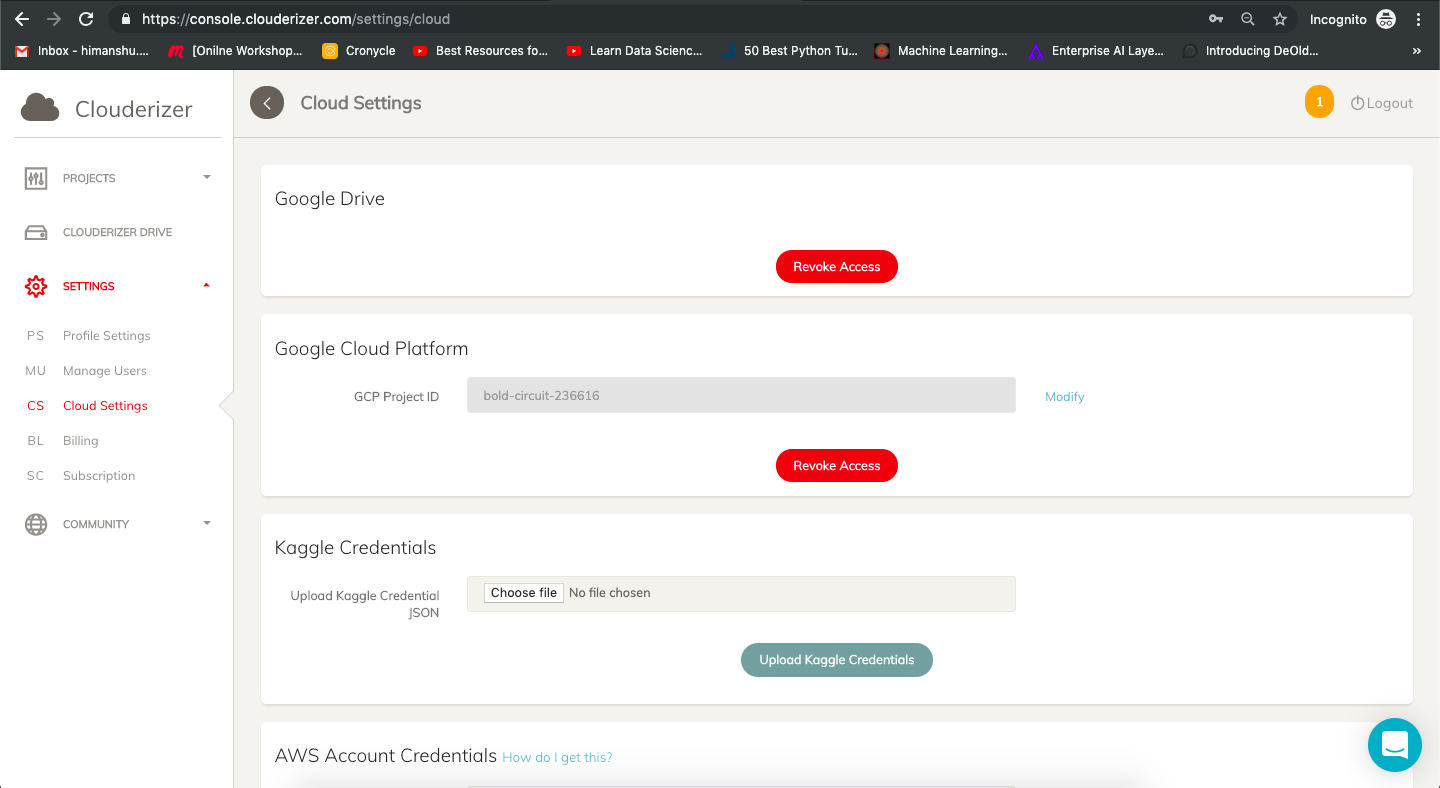 https://console.clouderizer.com/settings/cloud
Incognito
Inbox - himanshu....
[Onilne Workshop...
Cronycle
Best Resources fo...
Learn Data Scienc...
50 Best Python Tu...
Machine Learning...
Enterprise AI Laye...
Introducing DeOld...
»
Clouderizer
Cloud Settings
1
Logout
PROJECTS
CLOUDERIZER DRIVE
SETTINGS
PS Profile Settings
MU Manage Users
CS Cloud Settings
BL Billing
SC Subscription
COMMUNITY
Google Drive
Revoke Access
Google Cloud Platform
GCP Project ID
bold-circuit-236616
Modify
Revoke Access
Kaggle Credentials
Upload Kaggle Credential
JSON
Choose file No file chosen
Upload Kaggle Credentials
AWS Account Credentials How do I get this?